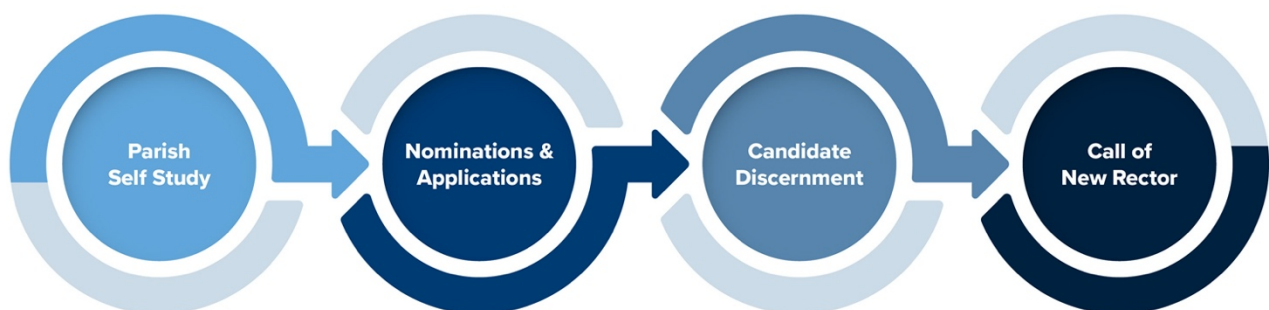 Parish
Self Study
Nominations &
Applications
Candidate
Discernment
Call of
New Rector